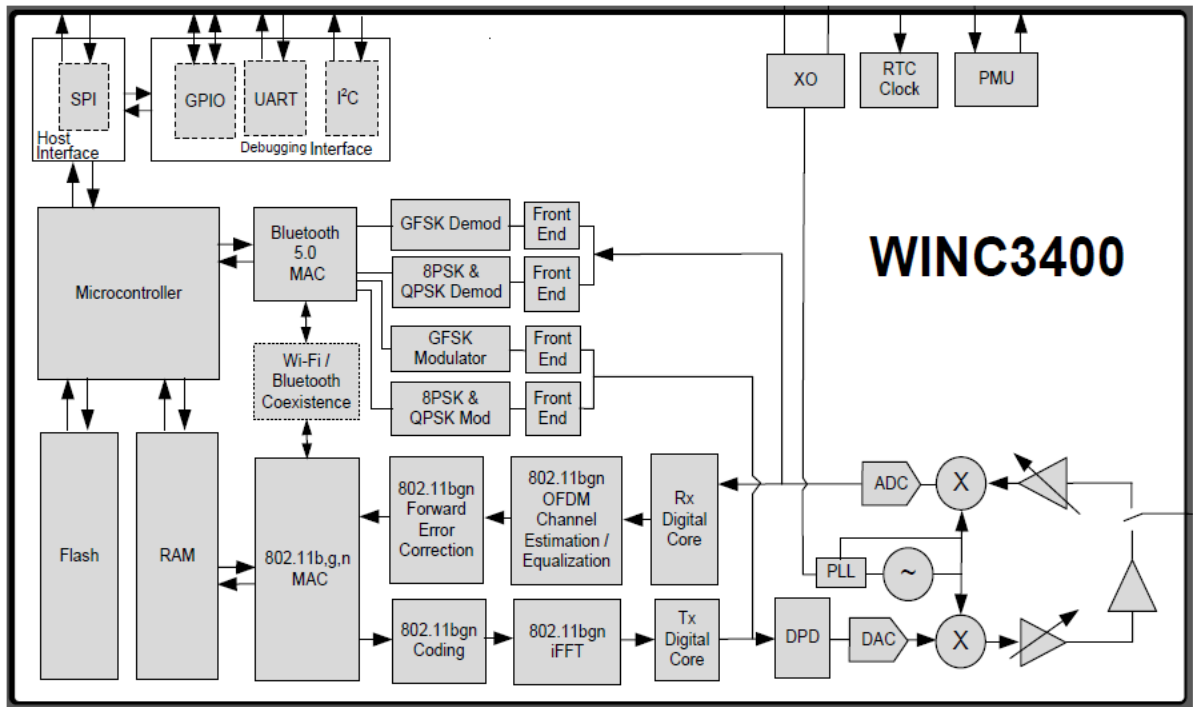 SPI
GPIO
UART
I²C
Host
Interface
Debugging Interface
XO
RTC
Clock
PMU
WINC3400
Microcontroller
Bluetooth
5.0
MAC
GFSK Demod
Front
End
8PSK &
QPSK Demod
Front
End
GFSK
Modulator
Front
End
8PSK &
QPSK Mod
Front
End
Wi-Fi /
Bluetooth
Coexistence
Flash
RAM
802.11b,g,n
MAC
802.11bgn
Forward
Error
Correction
802.11bgn
OFDM
Channel
Estimation /
Equalization
Rx
Digital
Core
ADC
X
PLL
~
802.11bgn
Coding
802.11bgn
iFFT
Tx
Digital
Core
DPD
DAC
X